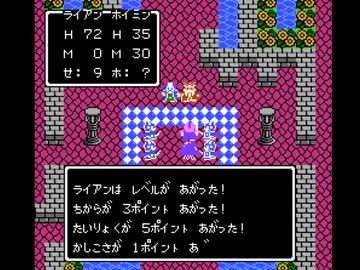 ライアン ホイミン
H 72 H 35
M 0 M 30
せ: 9 ホ: ?
ライアンは レベルが あがった!
ちからが 3ポイント あがった!
たいりょくが 5ポイント あがった!
かしこさが 1ポイント あ゛